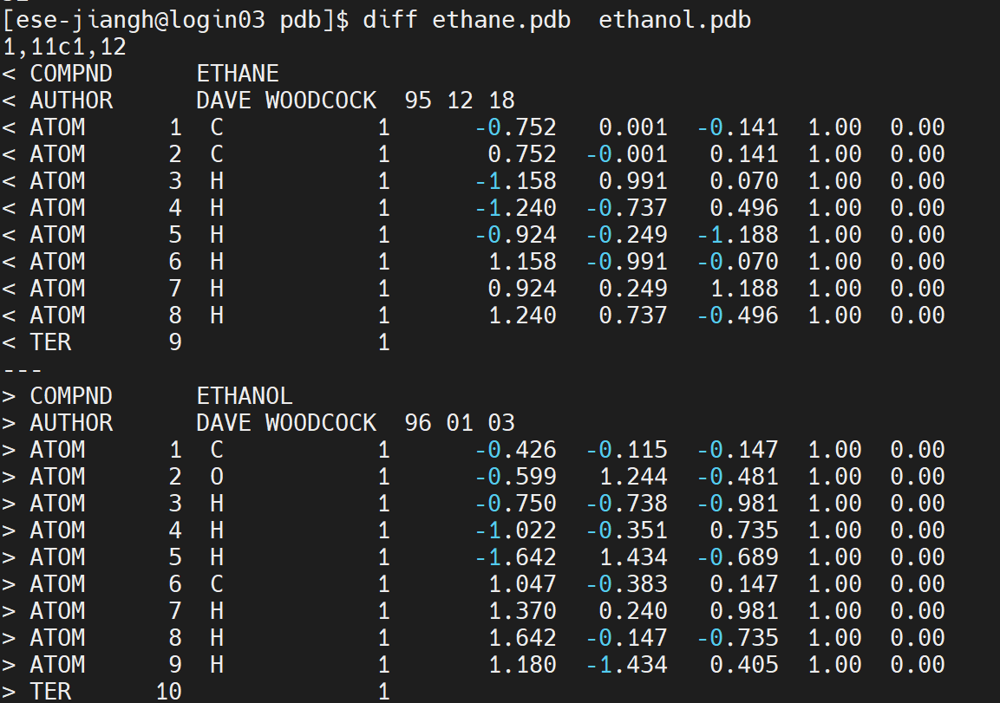 [ese-jiangh@login03 pdb]$ diff ethane.pdb  ethanol.pdb
1,11c1,12
< COMPND      ETHANE
< AUTHOR      DAVE WOODCOCK  95 12 18
< ATOM      1  C           1      -0.752   0.001  -0.141  1.00  0.00
< ATOM      2  C           1       0.752  -0.001   0.141  1.00  0.00
< ATOM      3  H           1      -1.158   0.991   0.070  1.00  0.00
< ATOM      4  H           1      -1.240  -0.737   0.496  1.00  0.00
< ATOM      5  H           1      -0.924  -0.249  -1.188  1.00  0.00
< ATOM      6  H           1       1.158  -0.991  -0.070  1.00  0.00
< ATOM      7  H           1       0.924   0.249   1.188  1.00  0.00
< ATOM      8  H           1       1.240   0.737  -0.496  1.00  0.00
< TER       9              1
---
> COMPND      ETHANOL
> AUTHOR      DAVE WOODCOCK  96 01 03
> ATOM      1  C           1      -0.426  -0.115  -0.147  1.00  0.00
> ATOM      2  O           1      -0.599   1.244  -0.481  1.00  0.00
> ATOM      3  H           1      -0.750  -0.738  -0.981  1.00  0.00
> ATOM      4  H           1      -1.022  -0.351   0.735  1.00  0.00
> ATOM      5  H           1      -1.642   1.434  -0.689  1.00  0.00
> ATOM      6  C           1       1.047  -0.383   0.147  1.00  0.00
> ATOM      7  H           1       1.370   0.240   0.981  1.00  0.00
> ATOM      8  H           1       1.642  -0.147  -0.735  1.00  0.00
> ATOM      9  H           1       1.180  -1.434   0.405  1.00  0.00
> TER      10              1